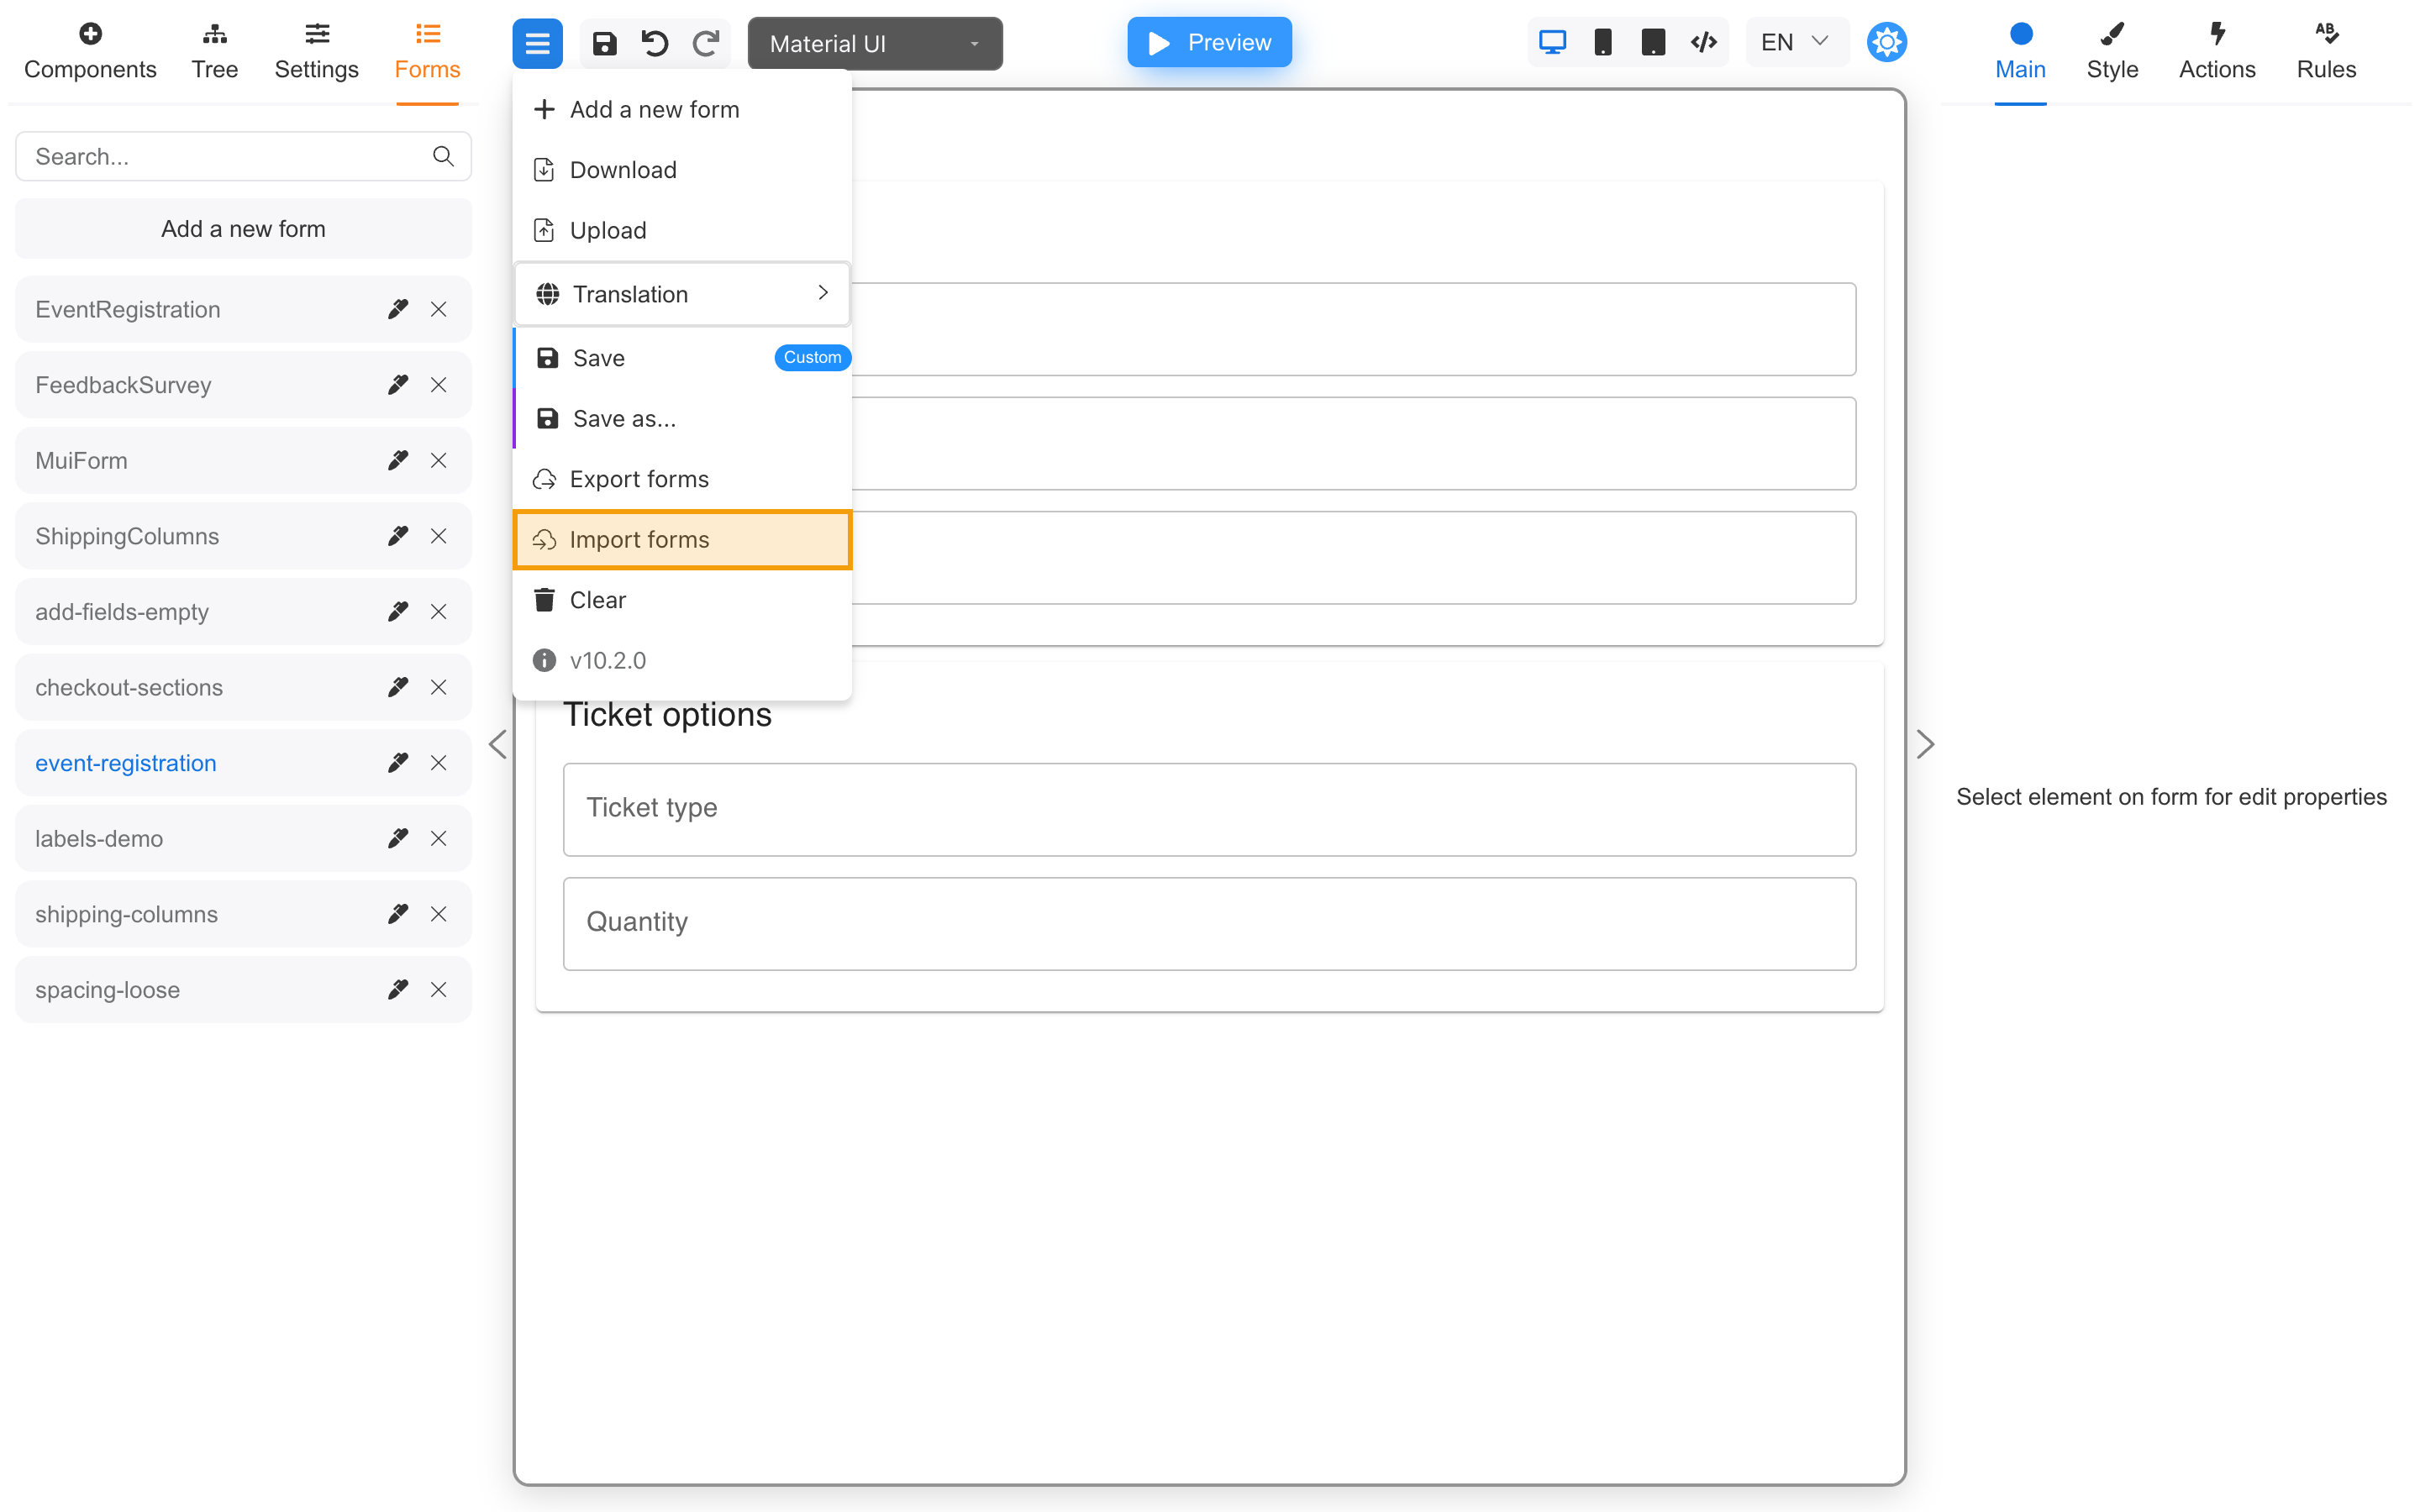 Components
Tree
Settings
Forms
Material UI
Preview
EN
Main
Style
Actions
Rules
Search...
Add a new form
EventRegistration
FeedbackSurvey
MuiForm
ShippingColumns
add-fields-empty
checkout-sections
event-registration
labels-demo
shipping-columns
spacing-loose
Add a new form
Download
Upload
Translation
Save
Custom
Save as...
Export forms
Import forms
Clear
v10.2.0
Ticket options
Ticket type
Quantity
Select element on form for edit properties